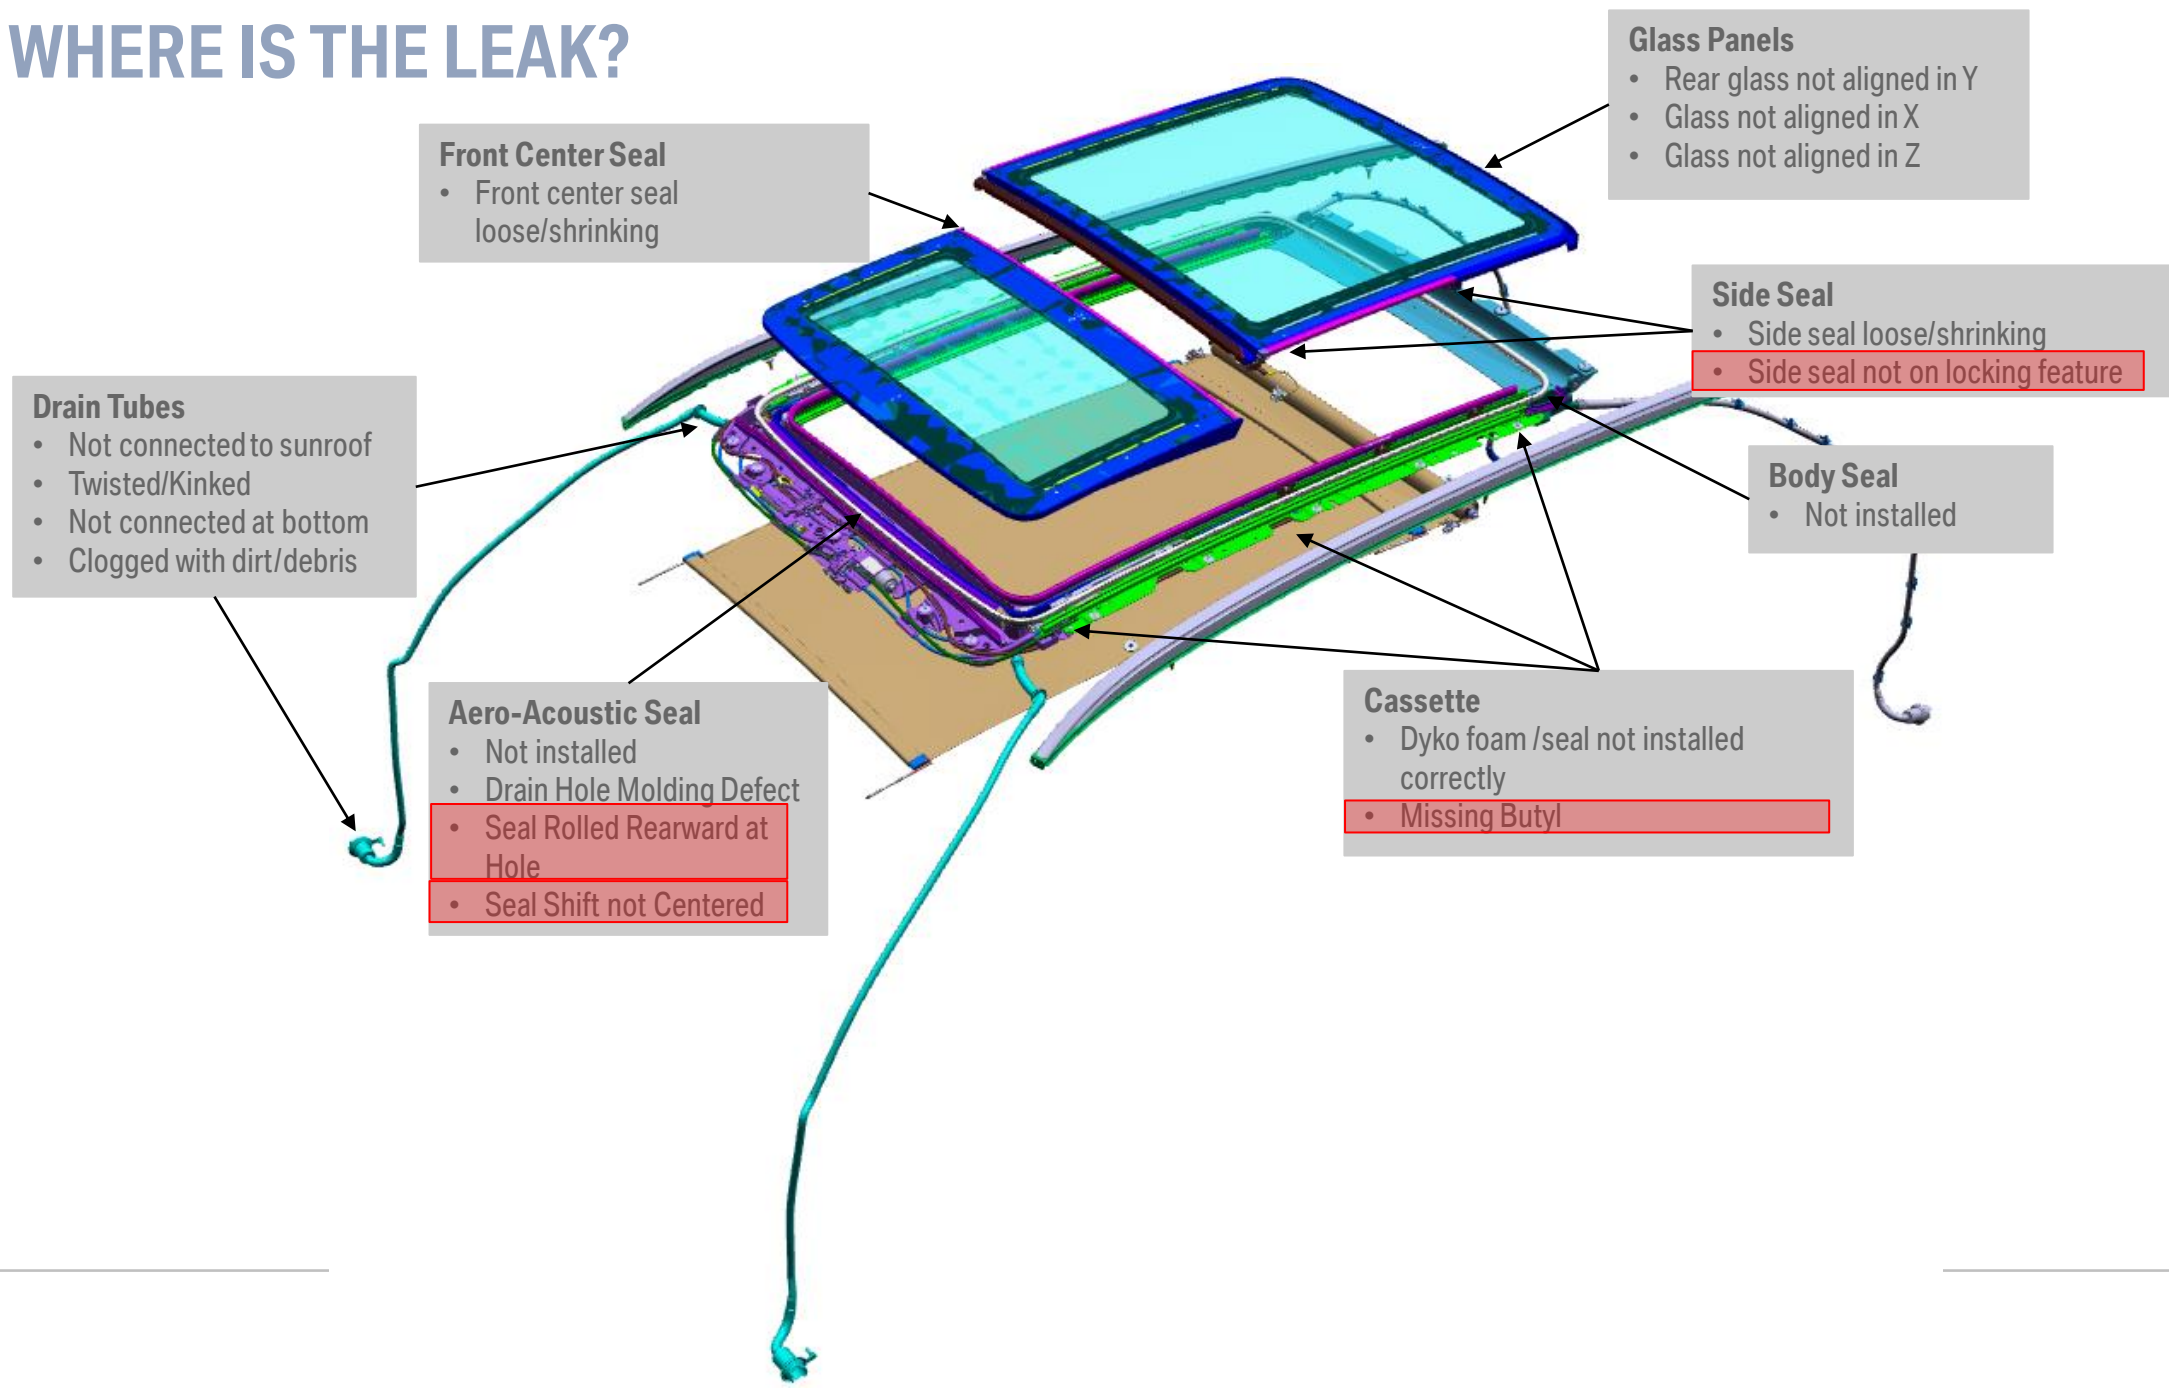 WHERE IS THE LEAK?
Glass Panels
• Rear glass not aligned in Y
• Glass not aligned in X
• Glass not aligned in Z
Front Center Seal
• Front center seal
loose/shrinking
Side Seal
• Side seal loose/shrinking
• Side seal not on locking feature
Drain Tubes
• Not connected to sunroof
• Twisted/Kinked
• Not connected at bottom
• Clogged with dirt/debris
Body Seal
• Not installed
Aero-Acoustic Seal
• Not installed
• Drain Hole Molding Defect
• Seal Rolled Rearward at
Hole
• Seal Shift not Centered
Cassette
• Dyko foam /seal not installed
correctly
• Missing Butyl